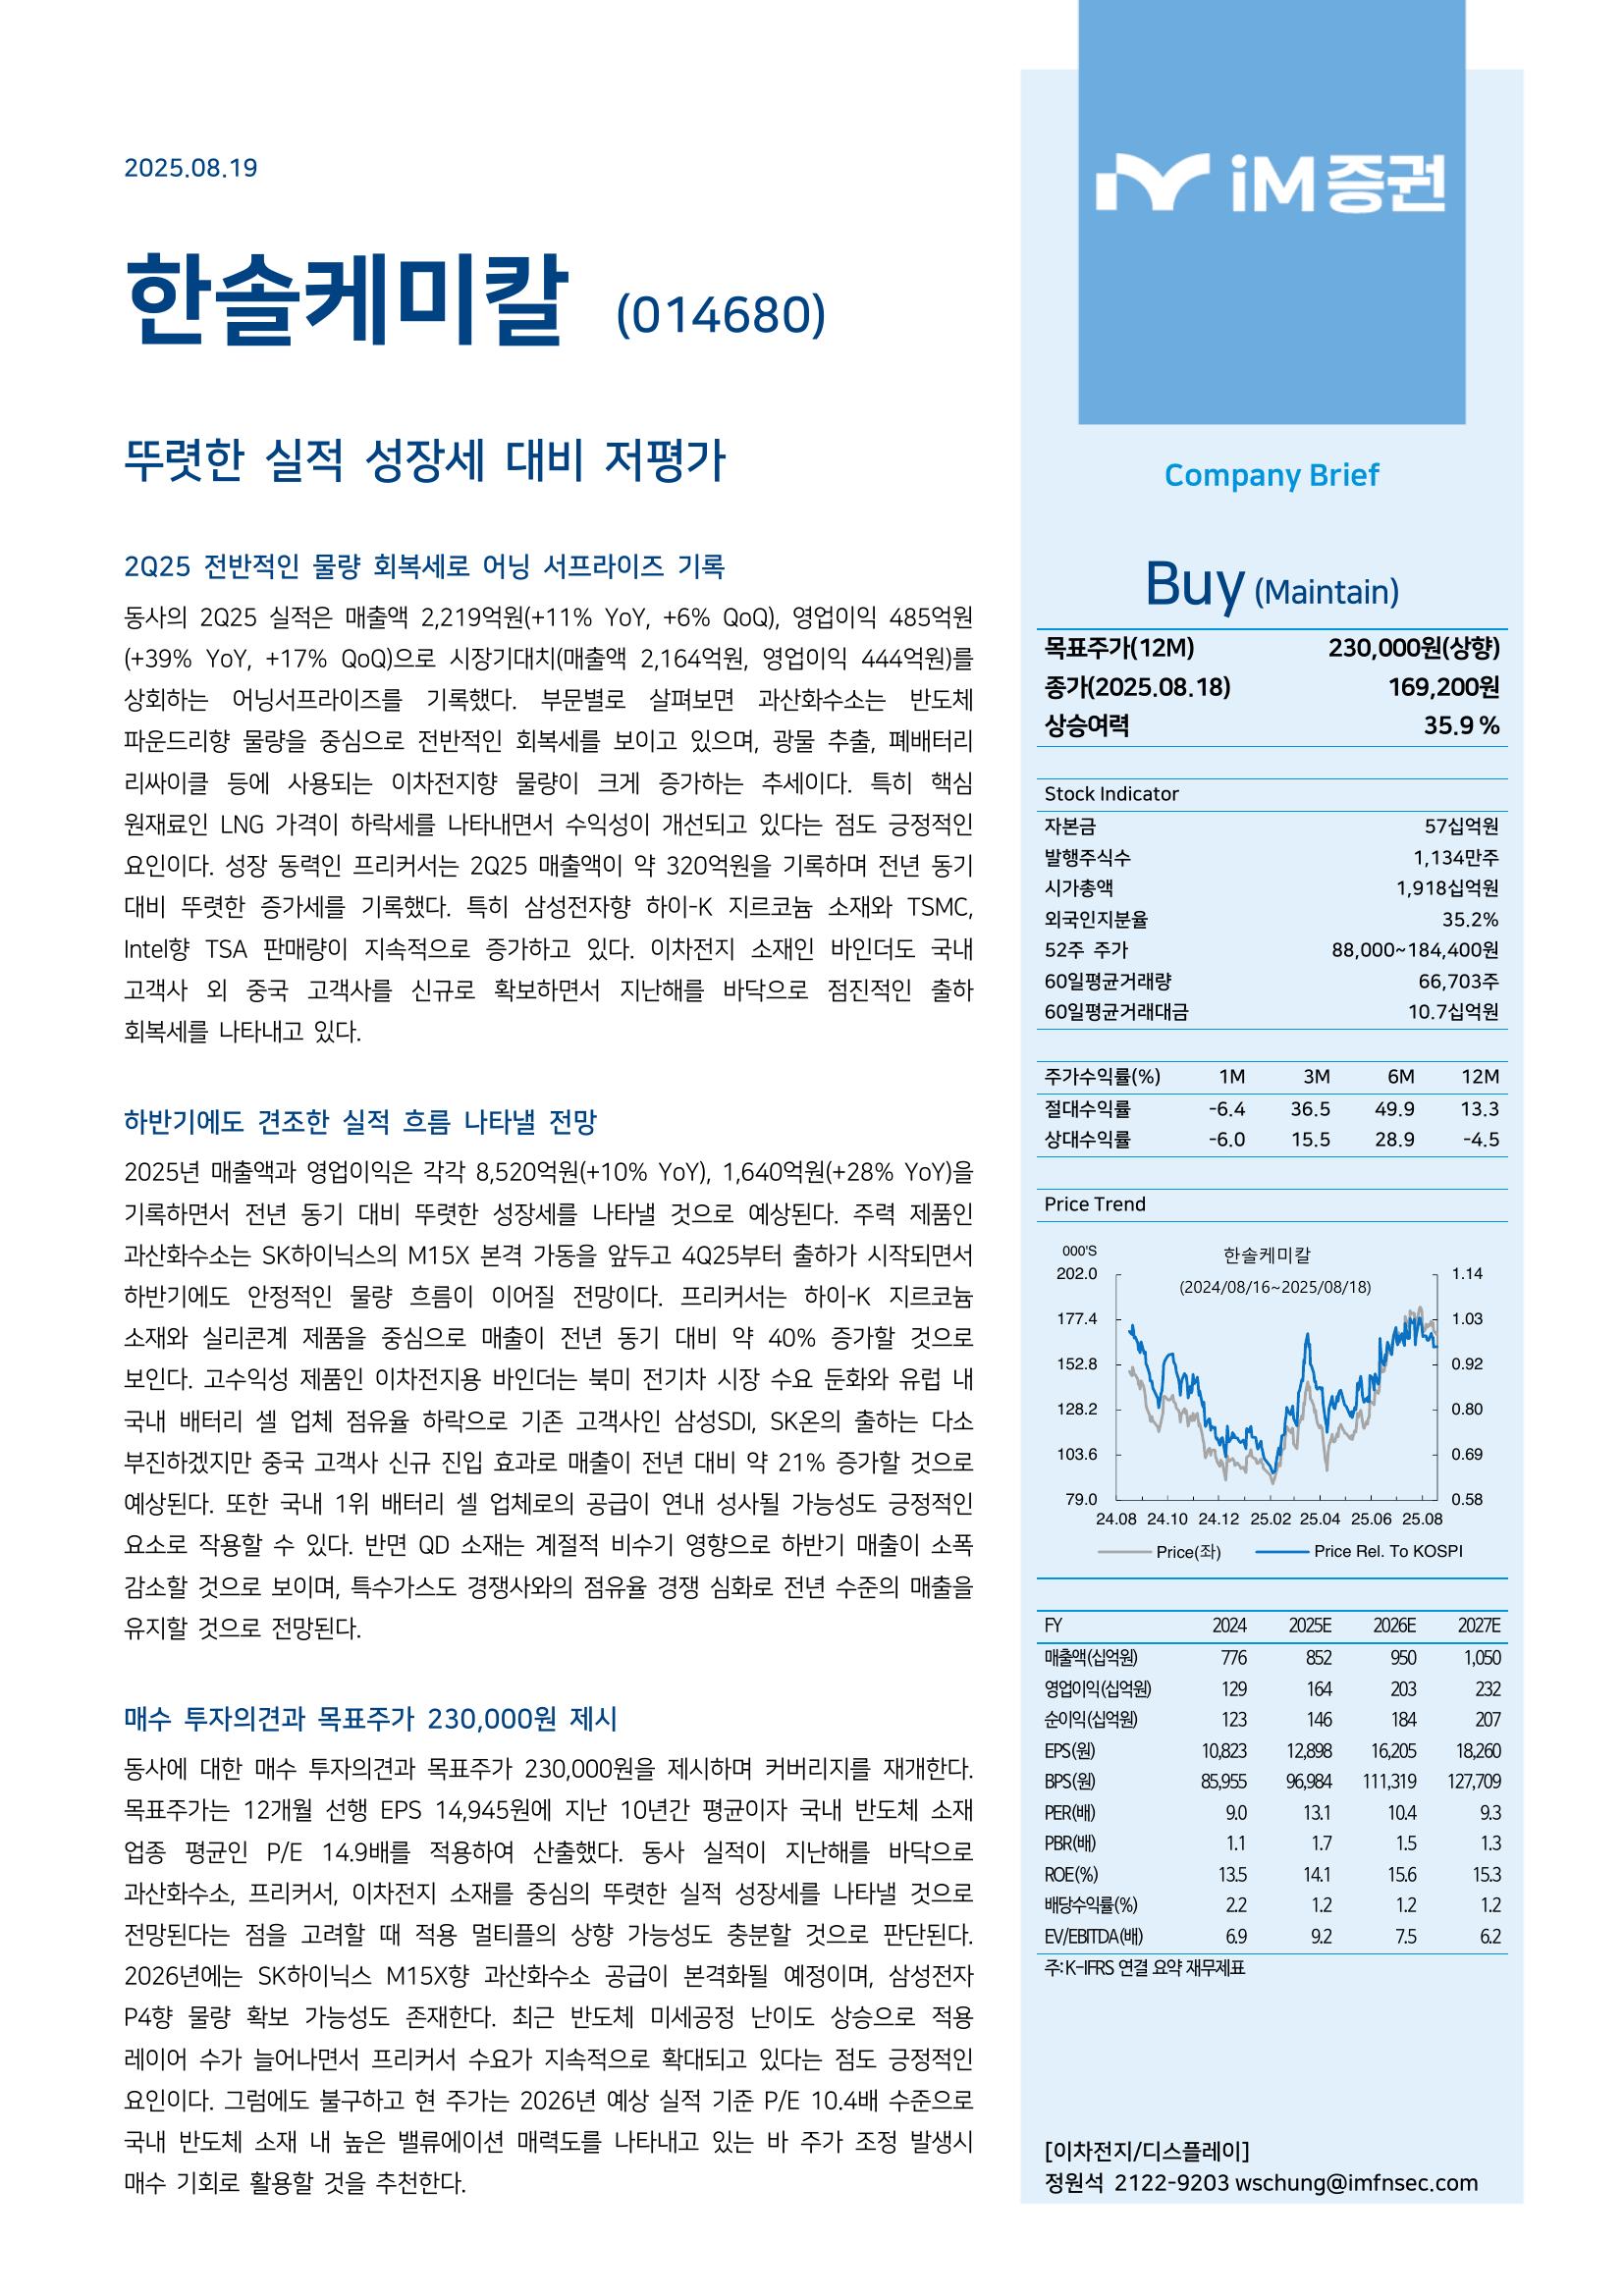 2025.08.19
한솔케미칼 (014680)
뚜렷한 실적 성장세 대비 저평가
2Q25 전반적인 물량 회복세로 어닝 서프라이즈 기록
동사의 2Q25 실적은 매출액 2,219억원(+11% YoY, +6% QoQ), 영업이익 485억원
(+39% YoY, +17% QoQ)으로 시장기대치(매출액 2,164억원, 영업이익 444억원)를
상회하는 어닝서프라이즈를 기록했다. 부문별로 살펴보면 과산화수소는 반도체
파운드리향 물량을 중심으로 전반적인 회복세를 보이고 있으며, 광물 추출, 폐배터리
리싸이클 등에 사용되는 이차전지향 물량이 크게 증가하는 추세이다. 특히 핵심
원재료인 LNG 가격이 하락세를 나타내면서 수익성이 개선되고 있다는 점도 긍정적인
요인이다. 성장 동력인 프리커서는 2Q25 매출액이 약 320억원을 기록하며 전년 동기
대비 뚜렷한 증가세를 기록했다. 특히 삼성전자향 하이-K 지르코늄 소재와 TSMC,
Intel향 TSA 판매량이 지속적으로 증가하고 있다. 이차전지 소재인 바인더도 국내
고객사 외 중국 고객사를 신규로 확보하면서 지난해를 바닥으로 점진적인 출하
회복세를 나타내고 있다.
하반기에도 견조한 실적 흐름 나타낼 전망
2025년 매출액과 영업이익은 각각 8,520억원(+10% YoY), 1,640억원(+28% YoY)을
기록하면서 전년 동기 대비 뚜렷한 성장세를 나타낼 것으로 예상된다. 주력 제품인
과산화수소는 SK하이닉스의 M15X 본격 가동을 앞두고 4Q25부터 출하가 시작되면서
하반기에도 안정적인 물량 흐름이 이어질 전망이다. 프리커서는 하이-K 지르코늄
소재와 실리콘계 제품을 중심으로 매출이 전년 동기 대비 약 40% 증가할 것으로
보인다. 고수익성 제품인 이차전지용 바인더는 북미 전기차 시장 수요 둔화와 유럽 내
국내 배터리 셀 업체 점유율 하락으로 기존 고객사인 삼성SDI, SK온의 출하는 다소
부진하겠지만 중국 고객사 신규 진입 효과로 매출이 전년 대비 약 21% 증가할 것으로
예상된다. 또한 국내 1위 배터리 셀 업체로의 공급이 연내 성사될 가능성도 긍정적인
요소로 작용할 수 있다. 반면 QD 소재는 계절적 비수기 영향으로 하반기 매출이 소폭
감소할 것으로 보이며, 특수가스도 경쟁사와의 점유율 경쟁 심화로 전년 수준의 매출을
유지할 것으로 전망된다.
매수 투자의견과 목표주가 230,000원 제시
동사에 대한 매수 투자의견과 목표주가 230,000원을 제시하며 커버리지를 재개한다.
목표주가는 12개월 선행 EPS 14,945원에 지난 10년간 평균이자 국내 반도체 소재
업종 평균인 P/E 14.9배를 적용하여 산출했다. 동사 실적이 지난해를 바닥으로
과산화수소, 프리커서, 이차전지 소재를 중심의 뚜렷한 실적 성장세를 나타낼 것으로
전망된다는 점을 고려할 때 적용 멀티플의 상향 가능성도 충분할 것으로 판단된다.
2026년에는 SK하이닉스 M15X향 과산화수소 공급이 본격화될 예정이며, 삼성전자
P4향 물량 확보 가능성도 존재한다. 최근 반도체 미세공정 난이도 상승으로 적용
레이어 수가 늘어나면서 프리커서 수요가 지속적으로 확대되고 있다는 점도 긍정적인
요인이다. 그럼에도 불구하고 현 주가는 2026년 예상 실적 기준 P/E 10.4배 수준으로
국내 반도체 소재 내 높은 밸류에이션 매력도를 나타내고 있는 바 주가 조정 발생시
매수 기회로 활용할 것을 추천한다.
iM증권
Company Brief
Buy (Maintain)
목표주가(12M) 230,000원(상향)
종가(2025.08.18) 169,200원
상승여력 35.9 %
Stock Indicator
자본금 57십억원
발행주식수 1,134만주
시가총액 1,918십억원
외국인지분율 35.2%
52주 주가 88,000~184,400원
60일평균거래량 66,703주
60일평균거래대금 10.7십억원
주가수익률(%) 1M 3M 6M 12M
절대수익률 -6.4 36.5 49.9 13.3
상대수익률 -6.0 15.5 28.9 -4.5
Price Trend
000'S 한솔케미칼
(2024/08/16~2025/08/18)
202.0 1.14
177.4 1.03
152.8 0.92
128.2 0.80
103.6 0.69
79.0 0.58
24.08 24.10 24.12 25.02 25.04 25.06 25.08
Price(좌) Price Rel. To KOSPI
FY 2024 2025E 2026E 2027E
매출액(십억원) 776 852 950 1,050
영업이익(십억원) 129 164 203 232
순이익(십억원) 123 146 184 207
EPS(원) 10,823 12,898 16,205 18,260
BPS(원) 85,955 96,984 111,319 127,709
PER(배) 9.0 13.1 10.4 9.3
PBR(배) 1.1 1.7 1.5 1.3
ROE(%) 13.5 14.1 15.6 15.3
배당수익률(%) 2.2 1.2 1.2 1.2
EV/EBITDA(배) 6.9 9.2 7.5 6.2
주:K-IFRS 연결 요약 재무제표
[이차전지/디스플레이]
정원석 2122-9203 wschung@imfnsec.com